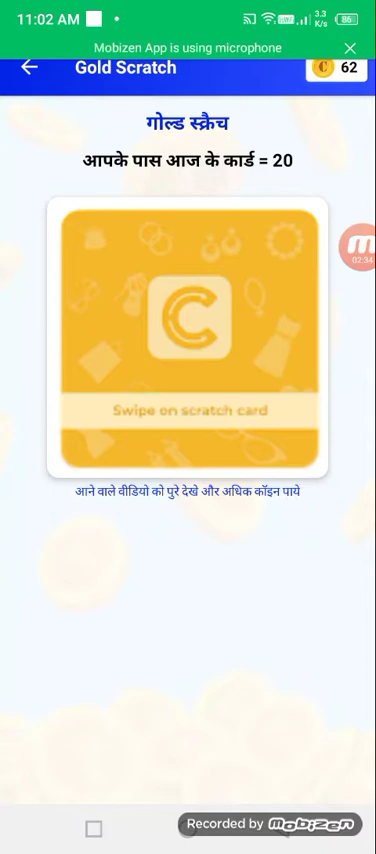 11:02 AM
3.3
K/s
86
Mobizen App is using microphone
Gold Scratch
62
गोल्ड स्क्रैच
आपके पास आज के कार्ड = 20
02:34
C
Swipe on scratch card
आने वाले वीडियो को पुरे देखे और अधिक कॉइन पाये
Recorded by mobizen